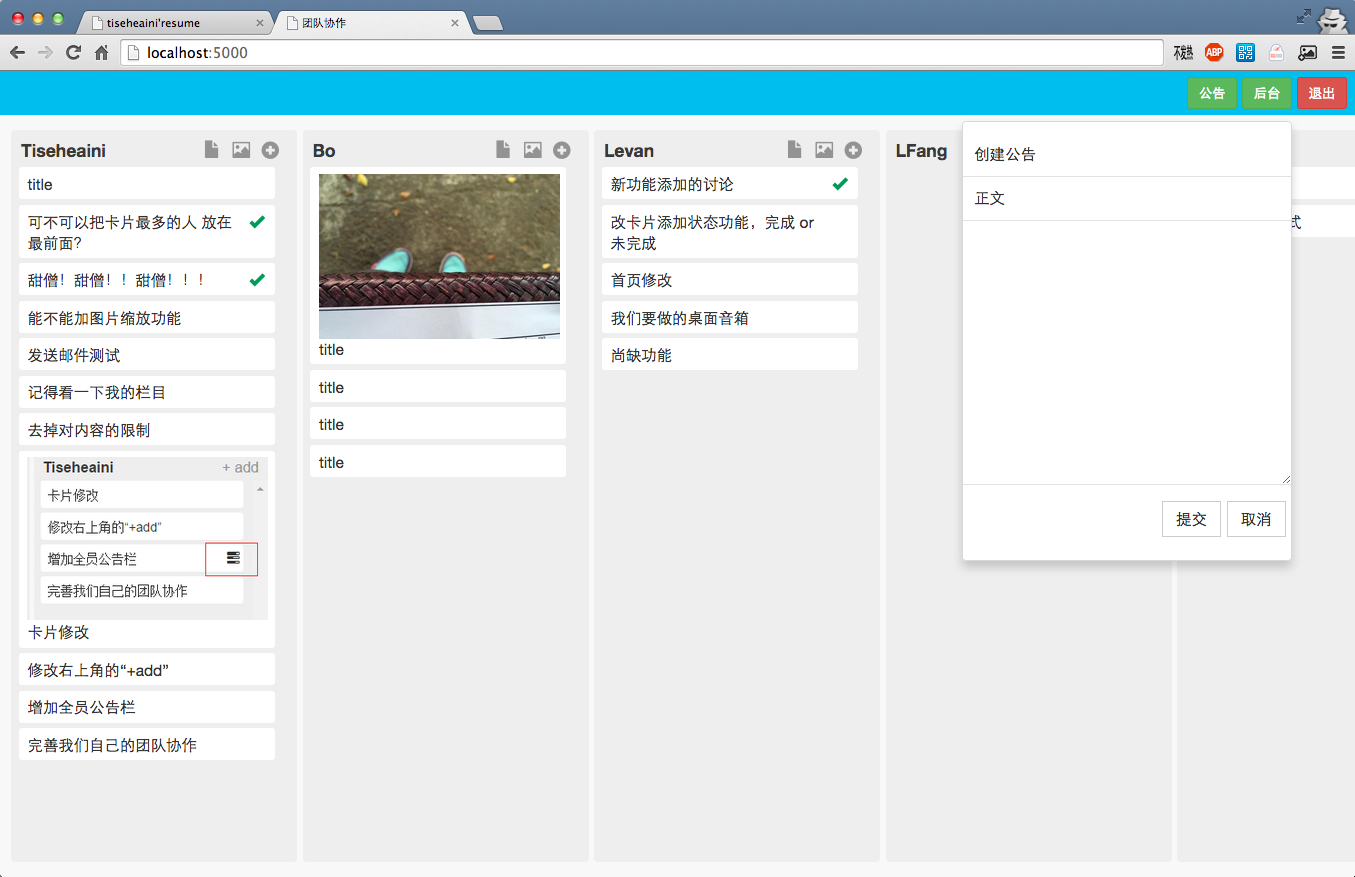 tiseheaini'resume
团队协作
localhost:5000
ABP
公告
后台
退出
Tiseheaini
title
可不可以把卡片最多的人 放在
最前面?
甜僧！甜僧！！甜僧！！！
能不能加图片缩放功能
发送邮件测试
记得看一下我的栏目
去掉对内容的限制
Tiseheaini
+ add
卡片修改
修改右上角的“+add”
增加全员公告栏
完善我们自己的团队协作
卡片修改
修改右上角的“+add”
增加全员公告栏
完善我们自己的团队协作
Bo
title
title
title
title
Levan
新功能添加的讨论
改卡片添加状态功能，完成 or
未完成
首页修改
我们要做的桌面音箱
尚缺功能
LFang
创建公告
正文
提交
取消
式